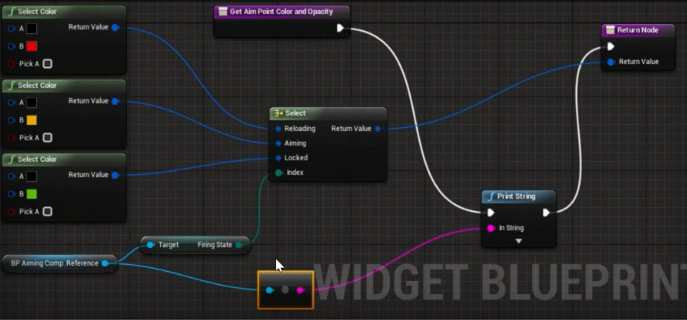 Select Color
A
Return Value
B
Pick A
Select Color
A
Return Value
B
Pick A
Select Color
A
Return Value
B
Pick A
Get Aim Point Color and Opacity
Return Node
Return Value
Select
Reloading
Return Value
Aiming
Locked
Index
Print String
In String
Target
Firing State
BP Aiming Comp. Reference
WIDGET BLUEPRINT